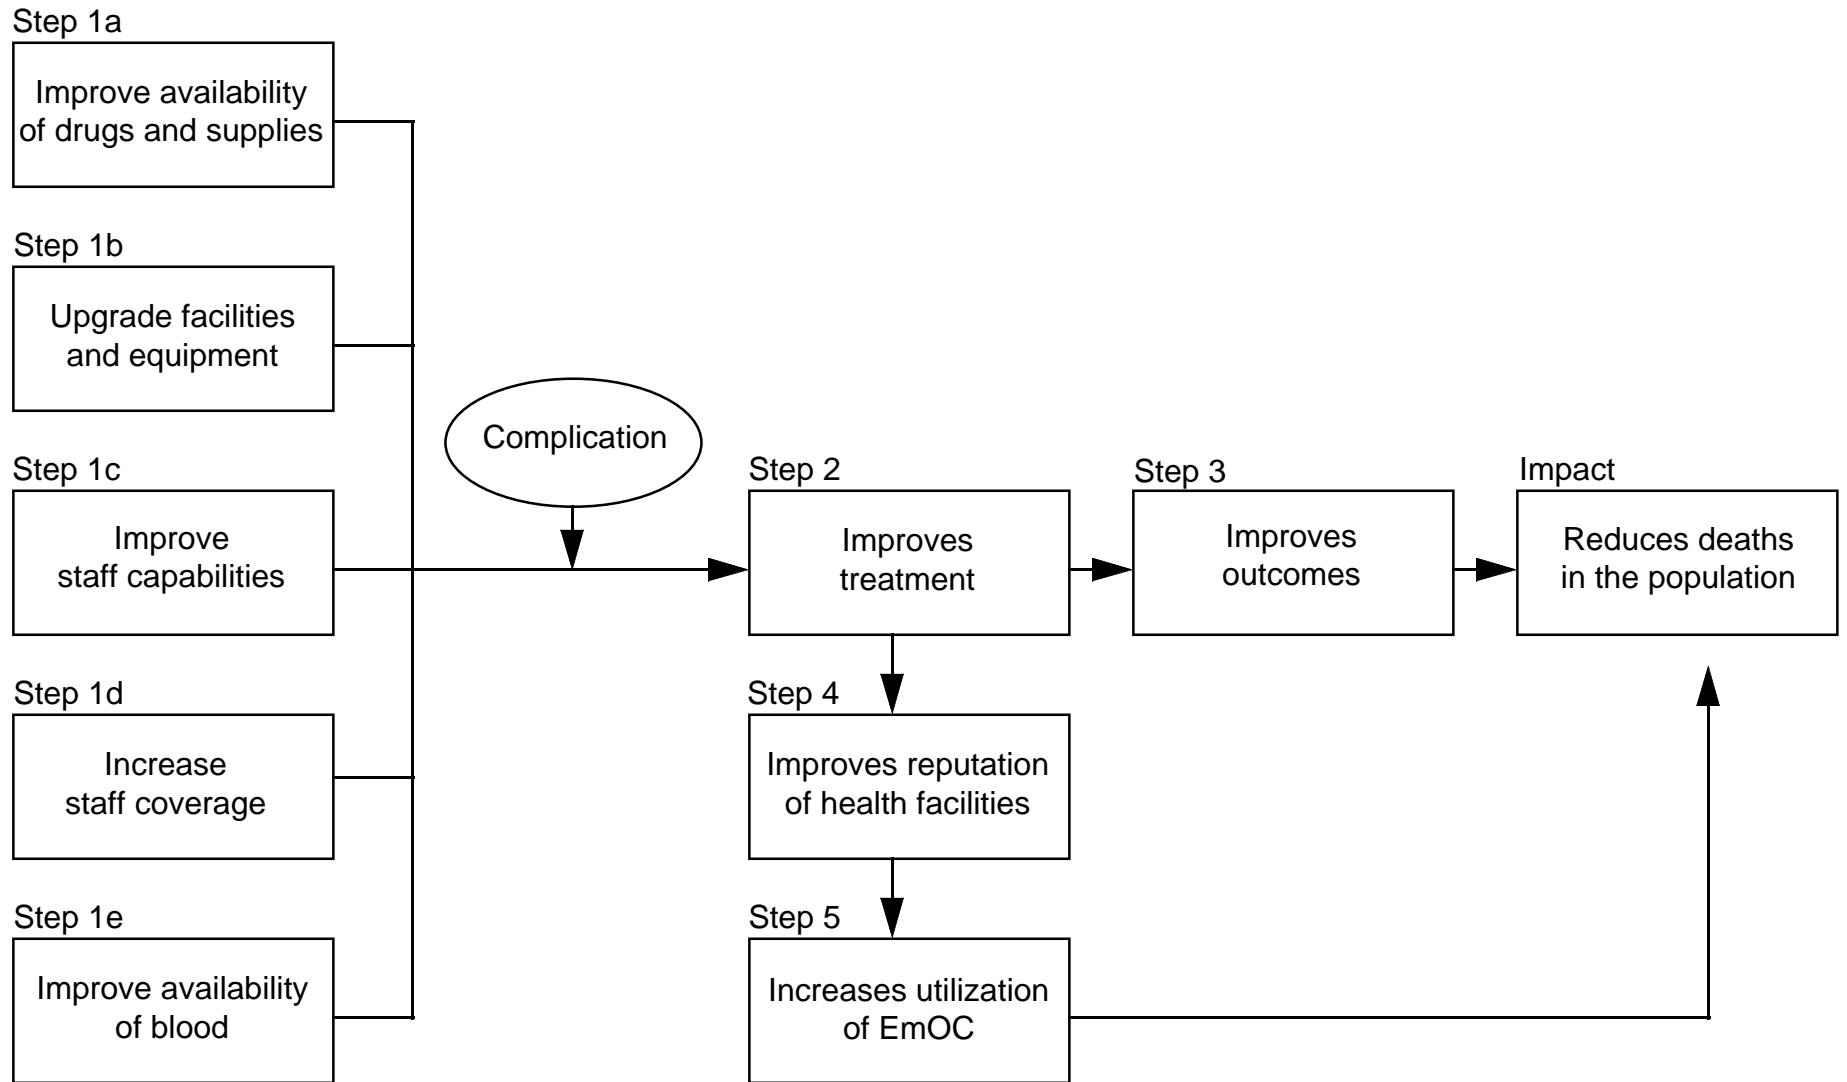 Step 1a
Improve availability
of drugs and supplies
Step 1b
Upgrade facilities
and equipment
Step 1c
Improve
staff capabilities
Step 1d
Increase
staff coverage
Step 1e
Improve availability
of blood
Complication
Step 2
Improves
treatment
Step 3
Improves
outcomes
Impact
Reduces deaths
in the population
Step 4
Improves reputation
of health facilities
Step 5
Increases utilization
of EmOC